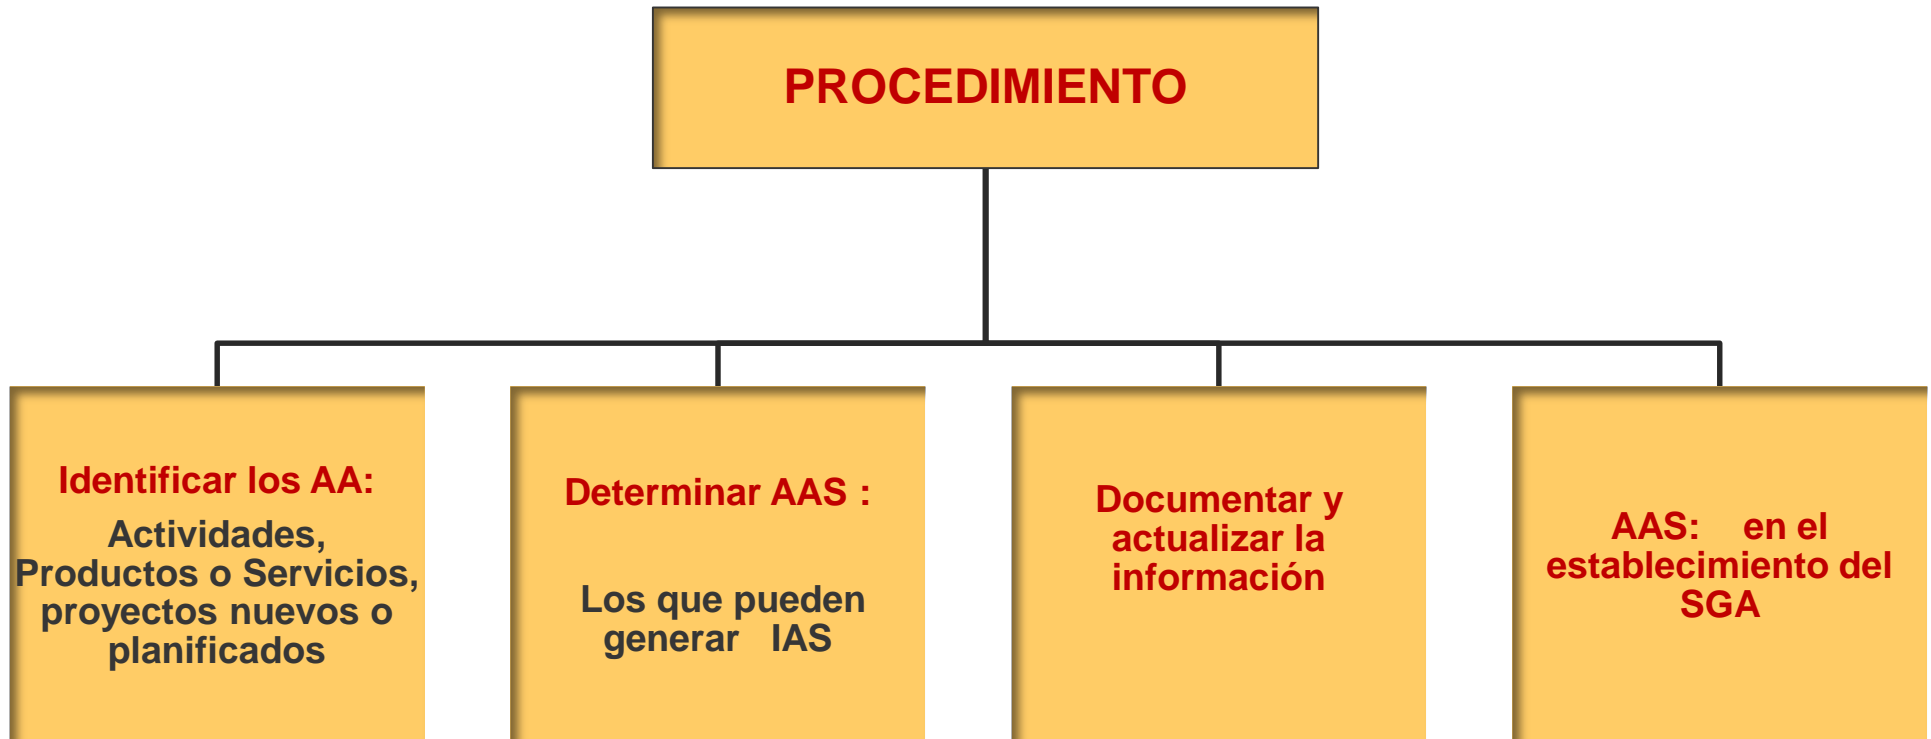 PROCEDIMIENTO
Identificar los AA:
Actividades,
Productos o Servicios,
proyectos nuevos o
planificados
Determinar AAS :
Los que pueden
generar IAS
Documentar y
actualizar la
información
AAS: en el
establecimiento del
SGA